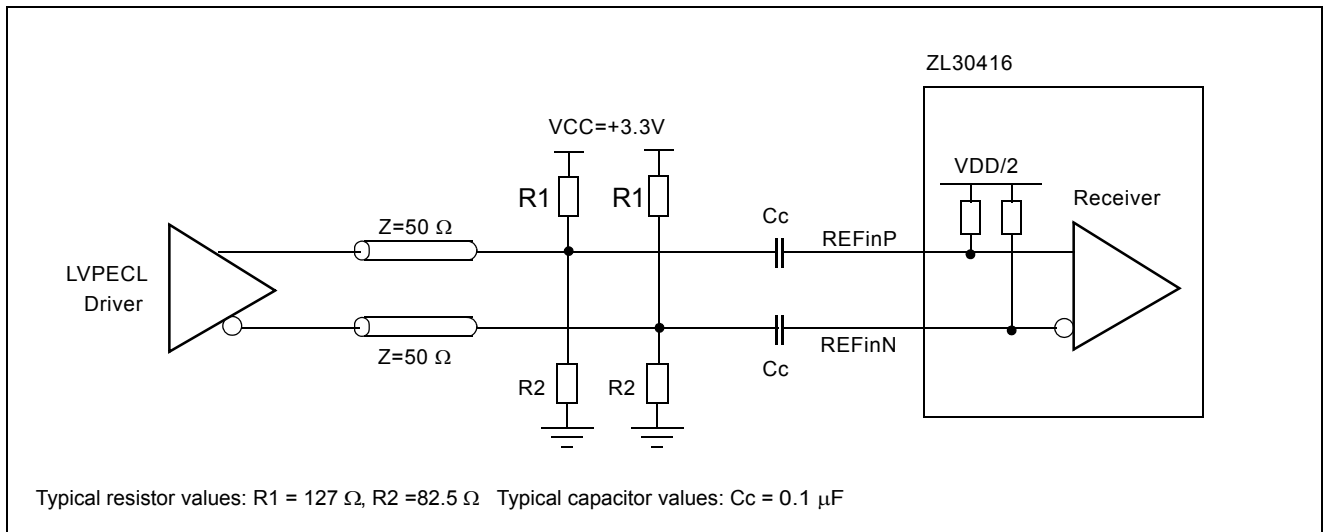 ZL30416
VCC=+3.3V
VDD/2
R1
R1
Receiver
Z=50 Ω
Cc
REFinP
LVPECL
Driver
REFinN
Z=50 Ω
Cc
R2
R2
Typical resistor values: R1 = 127 Ω, R2 =82.5 Ω Typical capacitor values: Cc = 0.1 μF